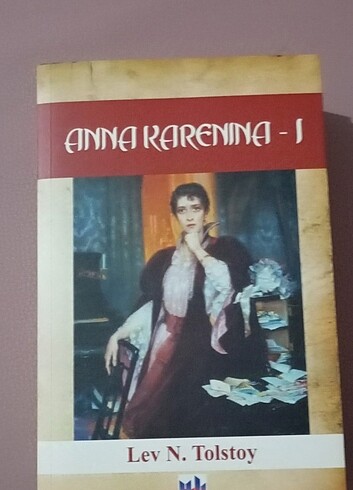 ANNA KARENINA - I
Lev N. Tolstoy